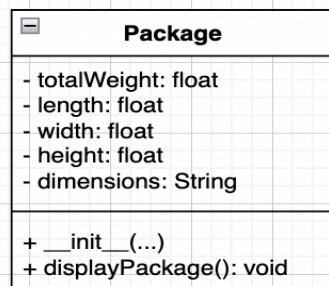 Package
- totalWeight: float
- length: float
- width: float
- height: float
- dimensions: String
+ __init__(...)
+ displayPackage(): void